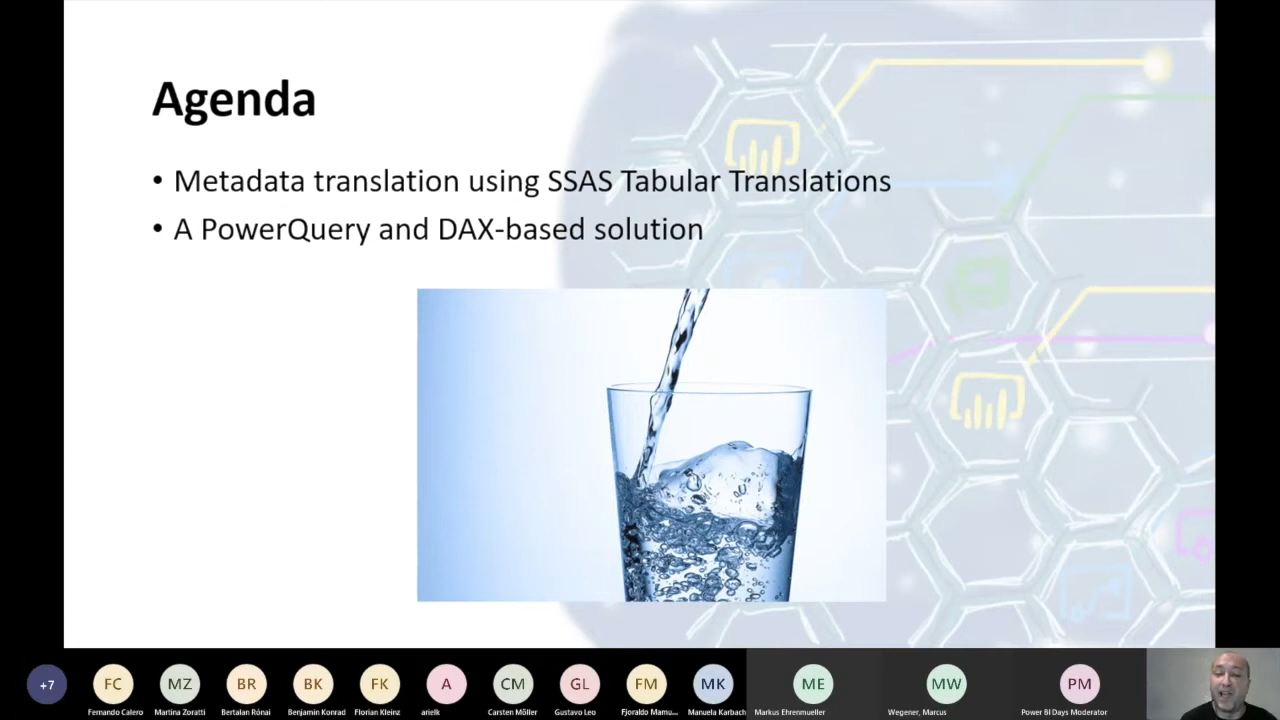 Agenda
• Metadata translation using SSAS Tabular Translations
• A PowerQuery and DAX-based solution
+7
FC
MZ
BR
BK
FK
A
CM
GL
FM
MK
ME
MW
PM
Fernando Calero
Martina Zoratti
Bertalan Rónai
Benjamin Konrad
Florian Kleinz
arielk
Carsten Möller
Gustavo Leo
Fjoraldo Mamu...
Manuela Karbach
Markus Ehrenmueller
Wegener, Marcus
Power BI Days Moderator